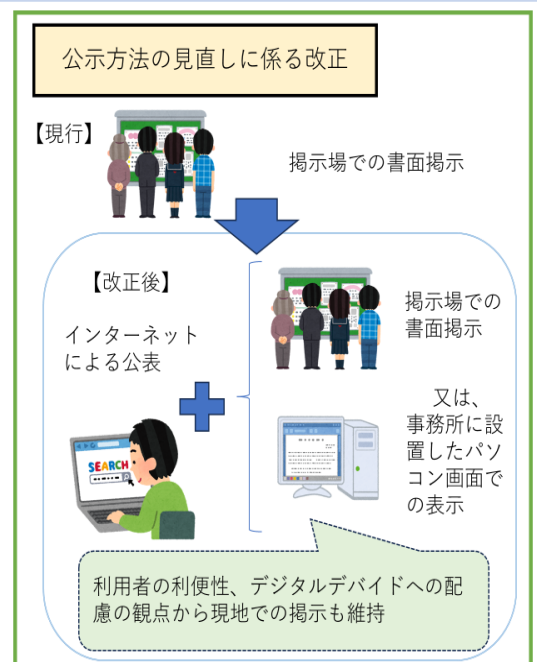 公示方法の見直しに係る改正
【現行】
掲示場での書面掲示
【改正後】
インターネット
による公表
SEARCH
掲示場での
書面掲示
又は、
事務所に設
置したパソ
コン画面で
の表示
利用者の利便性、デジタルデバイドへの配
慮の観点から現地での掲示も維持